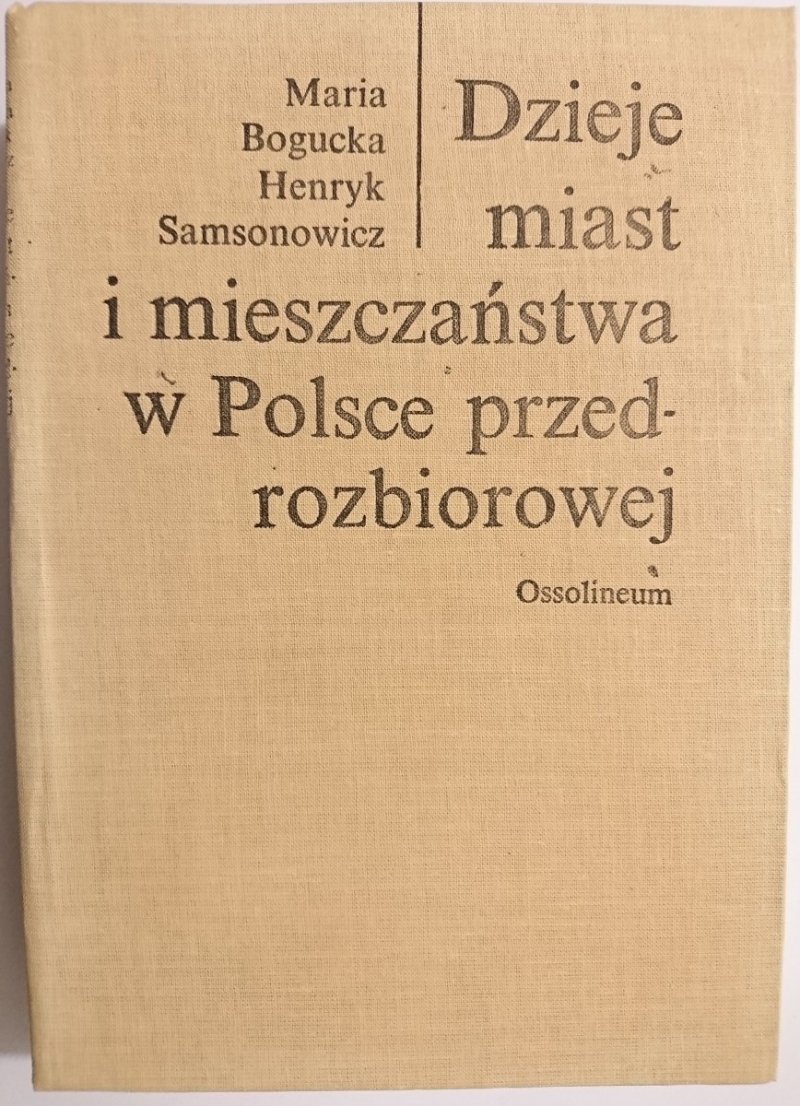 Maria
Bogucka
Henryk
Samsonowicz
Dzieje
miast
i mieszczaństwa
w Polsce przed-
rozbiorowej
Ossolineum